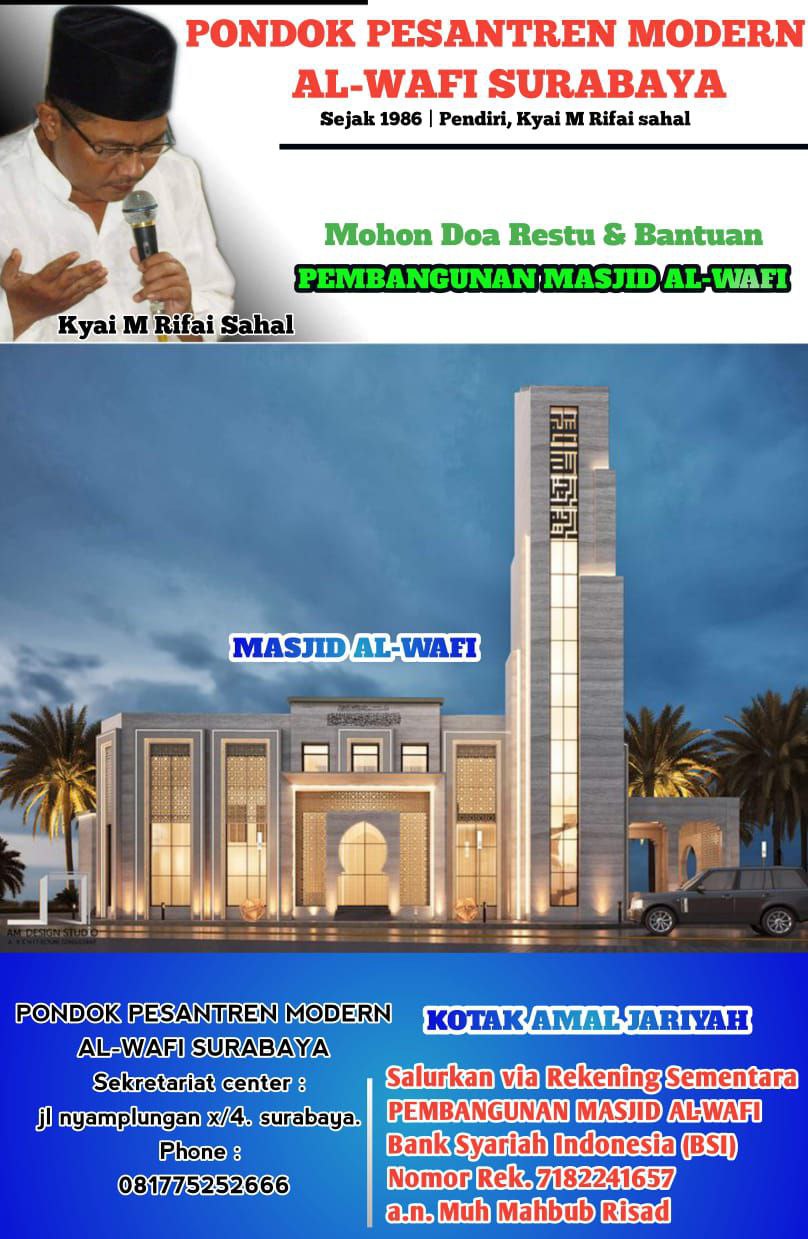 PONDOK PESANTREN MODERN
AL-WAFI SURABAYA
Sejak 1986 | Pendiri, Kyai M Rifai sahal
Mohon Doa Restu & Bantuan
PEMBANGUNAN MASJID AL-WAFI
Kyai M Rifai Sahal
MASJID AL-WAFI
AM DESIGN STUDIO
PONDOK PESANTREN MODERN
AL-WAFI SURABAYA
Sekretariat center :
jl nyamplungan x/4. surabaya.
Phone :
081775252666
KOTAK AMAL JARIYAH
Salurkan via Rekening Sementara
PEMBANGUNAN MASJID AL-WAFI
Bank Syariah Indonesia (BSI)
Nomor Rek. 7182241657
a.n. Muh Mahbub Risad